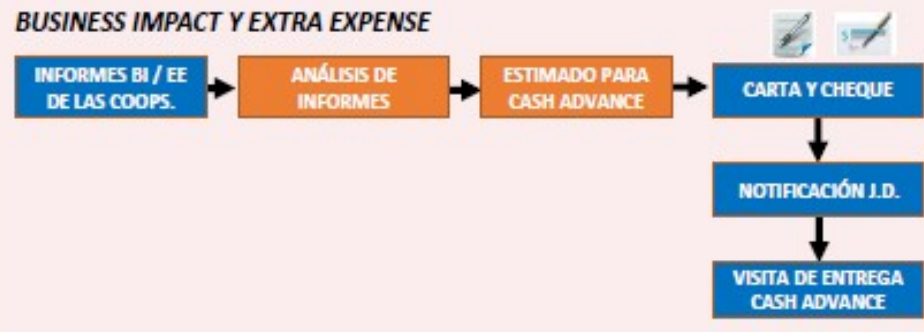 BUSINESS IMPACT Y EXTRA EXPENSE
INFORMES BI / EE
DE LAS COOPS.
ANÁLISIS DE
INFORMES
ESTIMADO PARA
CASH ADVANCE
CARTA Y CHEQUE
NOTIFICACIÓN J.D.
VISITA DE ENTREGA
CASH ADVANCE